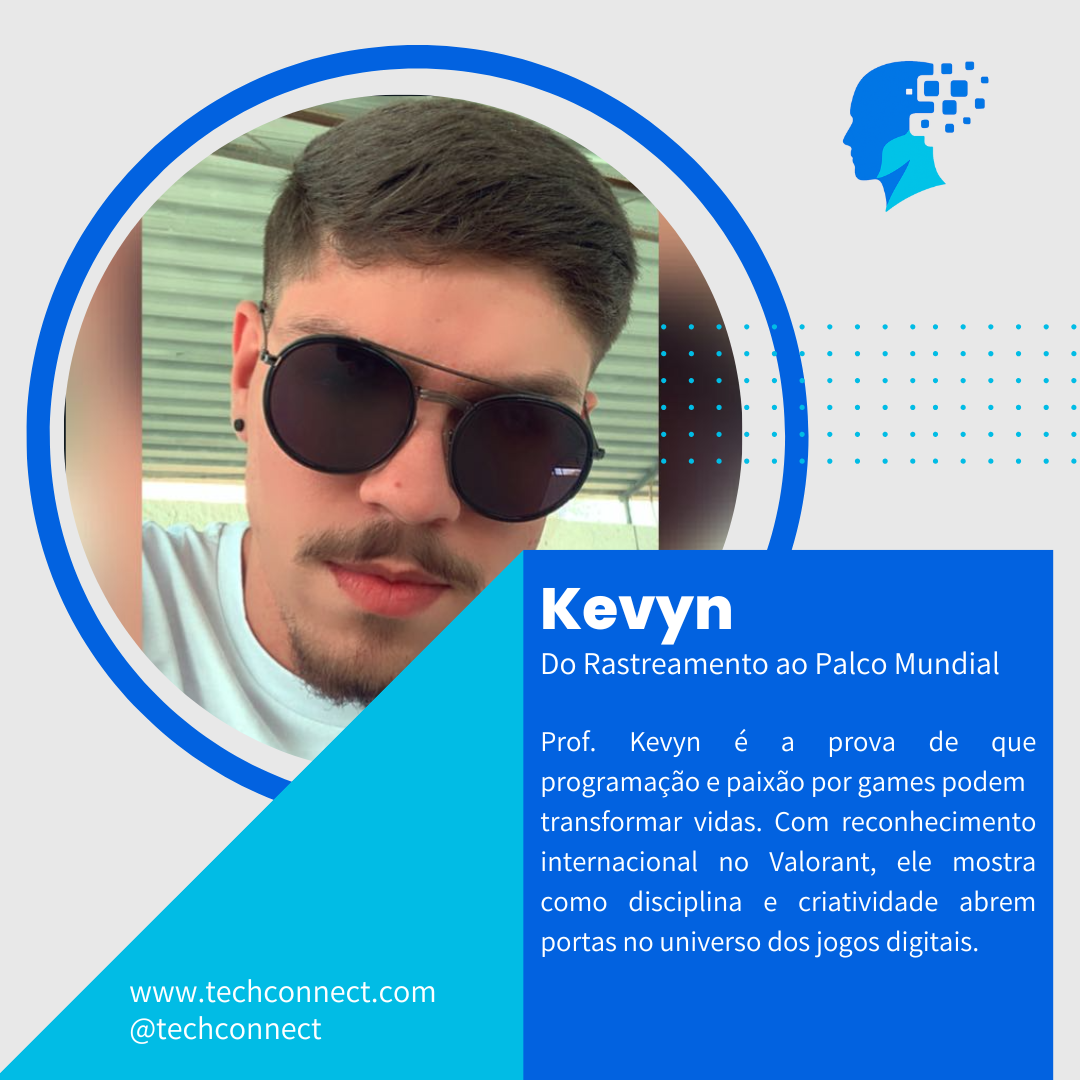 Kevyn
Do Rastreamento ao Palco Mundial
Prof. Kevyn é a prova de que
programação e paixão por games podem
transformar vidas. Com reconhecimento
internacional no Valorant, ele mostra
como disciplina e criatividade abrem
portas no universo dos jogos digitais.
www.techconnect.com
@techconnect